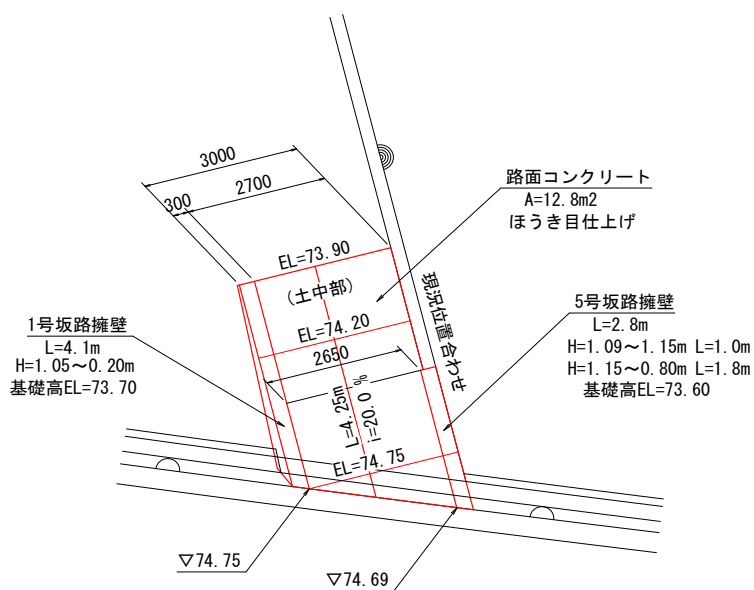 3000
300
2700
路面コンクリート
A=12.8m2
ほうき目仕上げ
EL=73.90
(土中部)
現況位置合わせ
1号坂路擁壁
L=4.1m
H=1.05～0.20m
基礎高EL=73.70
EL=74.20
2650
5号坂路擁壁
L=2.8m
H=1.09～1.15m L=1.0m
H=1.15～0.80m L=1.8m
基礎高EL=73.60
L=4.25m
i=20.0％
EL=74.75
▽74.75
▽74.69